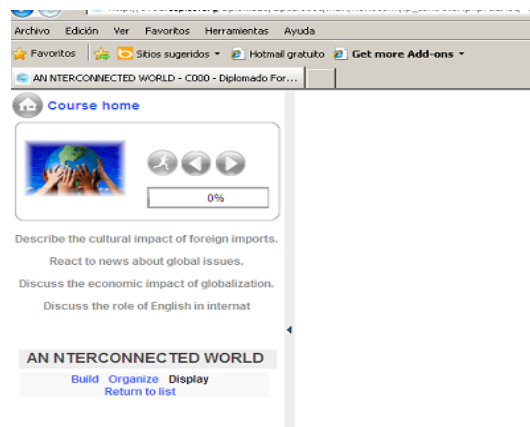 Archivo Edición Ver Favoritos Herramientas Ayuda
Favoritos Sitios sugeridos Hotmail gratuito Get more Add-ons
AN NTERCONNECTED WORLD - C000 - Diplomado For...
Course home
0%
Describe the cultural impact of foreign imports.
React to news about global issues.
Discuss the economic impact of globalization.
Discuss the role of English in internat
AN NTERCONNECTED WORLD
Build Organize Display
Return to list